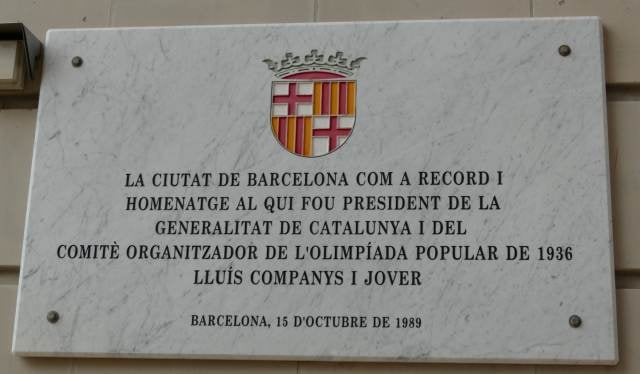 LA CIUTAT DE BARCELONA COM A RECORD I
HOMENATGE AL QUI FOU PRESIDENT DE LA
GENERALITAT DE CATALUNYA I DEL
COMITÈ ORGANITZADOR DE L'OLIMPÍADA POPULAR DE 1936
LLUÍS COMPANYS I JOVER
BARCELONA, 15 D'OCTUBRE DE 1989